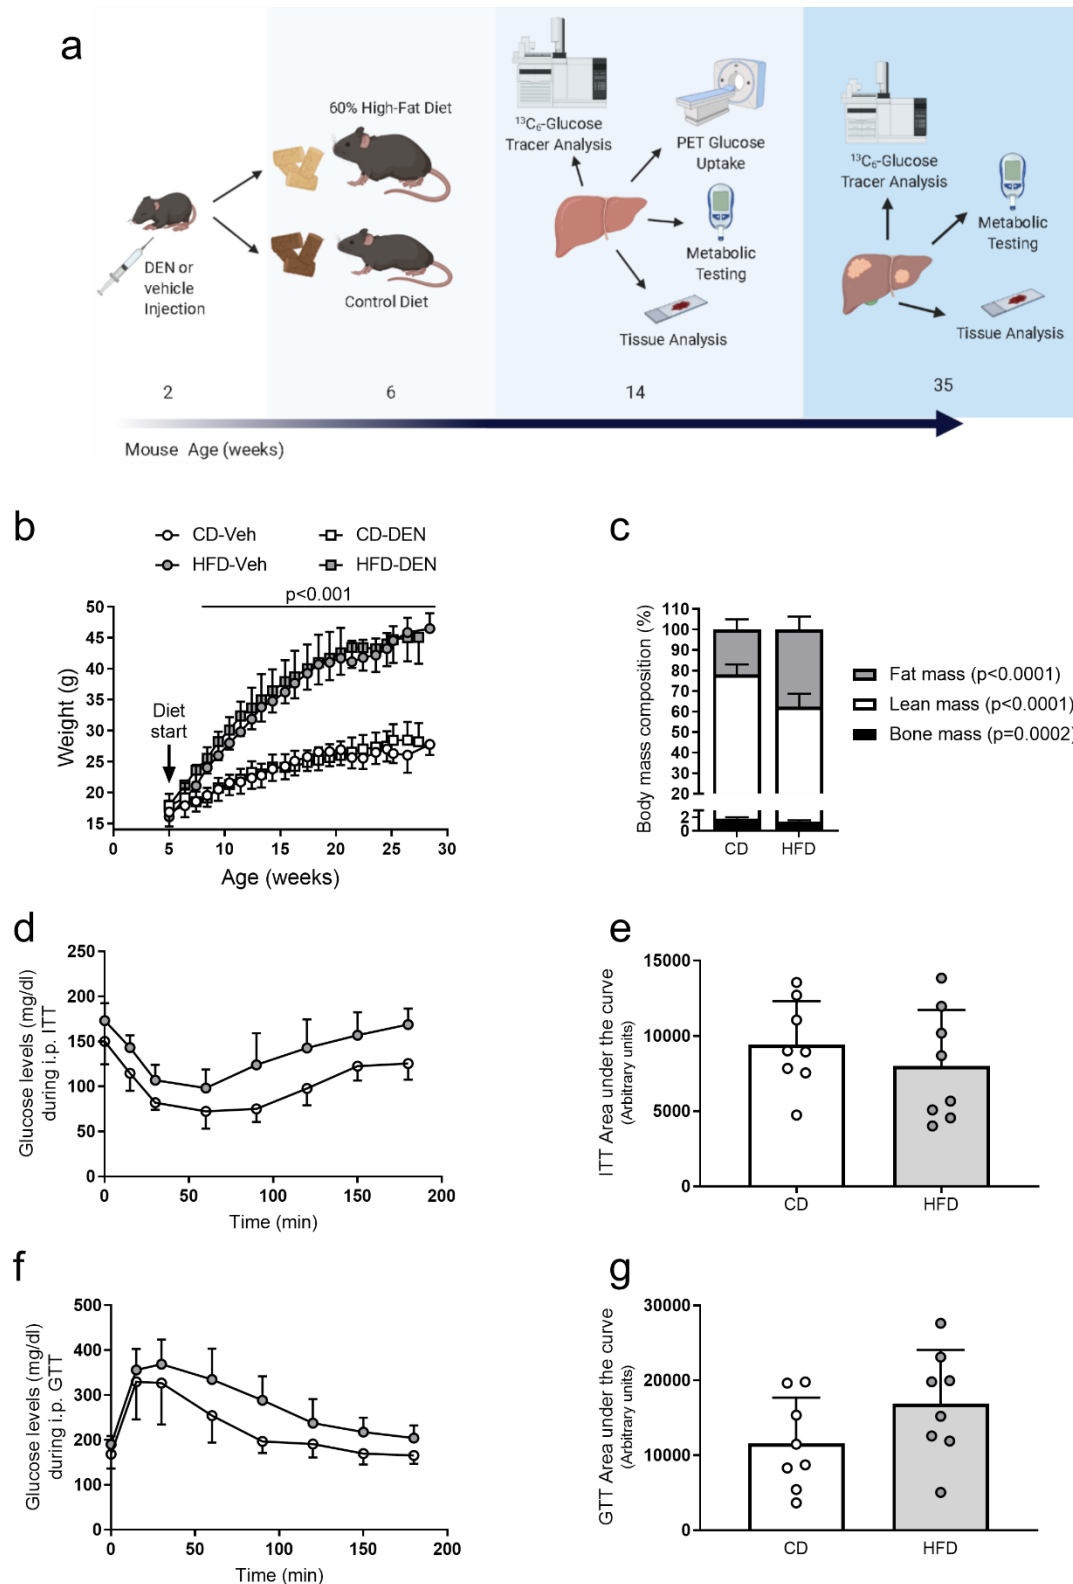 a
60% High-Fat Diet
Control Diet
DEN or
vehicle
Injection
¹³C₆-Glucose
Tracer Analysis
PET Glucose
Uptake
Metabolic
Testing
Tissue Analysis
¹³C₆-Glucose
Tracer Analysis
Metabolic
Testing
Tissue Analysis
2
6
14
35
Mouse Age (weeks)
b
CD-Veh
CD-DEN
HFD-Veh
HFD-DEN
p<0.001
Weight (g)
50
45
40
35
30
25
20
15
Diet
start
0
5
10
15
20
25
30
Age (weeks)
c
Body mass composition (%)
110
100
90
80
70
60
50
40
30
20
20
2
0
CD
HFD
Fat mass (p<0.0001)
Lean mass (p<0.0001)
Bone mass (p=0.0002)
d
Glucose levels (mg/dl)
during i.p. ITT
250
200
150
100
50
0
0
50
100
150
200
Time (min)
e
ITT Area under the curve
(Arbitrary units)
15000
10000
5000
0
CD
HFD
f
Glucose levels (mg/dl)
during i.p. GTT
500
400
300
200
100
0
0
50
100
150
200
Time (min)
g
GTT Area under the curve
(Arbitrary units)
30000
20000
10000
0
CD
HFD